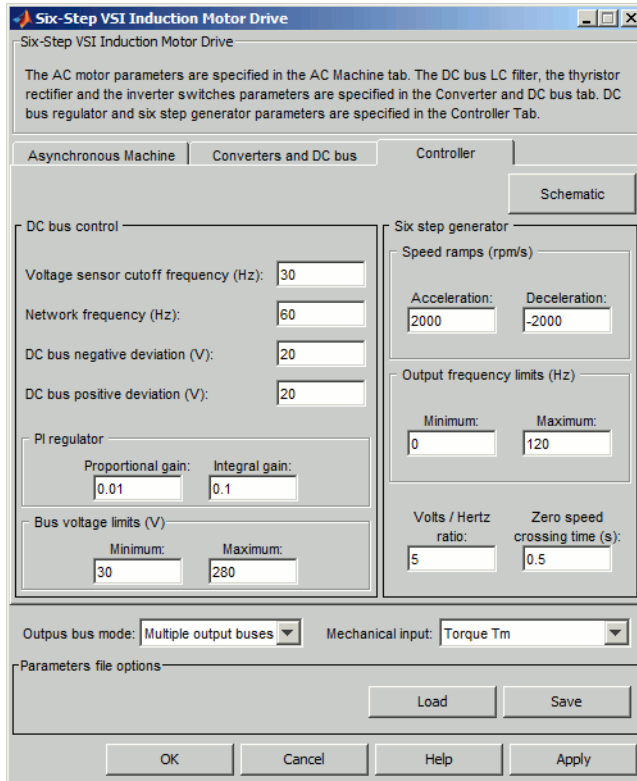 Six-Step VSI Induction Motor Drive
Six-Step VSI Induction Motor Drive
The AC motor parameters are specified in the AC Machine tab. The DC bus LC filter, the thyristor
rectifier and the inverter switches parameters are specified in the Converter and DC bus tab. DC
bus regulator and six step generator parameters are specified in the Controller Tab.
Asynchronous Machine
Converters and DC bus
Controller
Schematic
DC bus control
Voltage sensor cutoff frequency (Hz):
30
Network frequency (Hz):
60
DC bus negative deviation (V):
20
DC bus positive deviation (V):
20
PI regulator
Proportional gain:
Integral gain:
0.01
0.1
Bus voltage limits (V)
Minimum:
Maximum:
30
280
Six step generator
Speed ramps (rpm/s)
Acceleration:
Deceleration:
2000
-2000
Output frequency limits (Hz)
Minimum:
Maximum:
0
120
Volts / Hertz
ratio:
5
Zero speed
crossing time (s):
0.5
Outpus bus mode:
Multiple output buses
Mechanical input:
Torque Tm
Parameters file options
Load
Save
OK
Cancel
Help
Apply